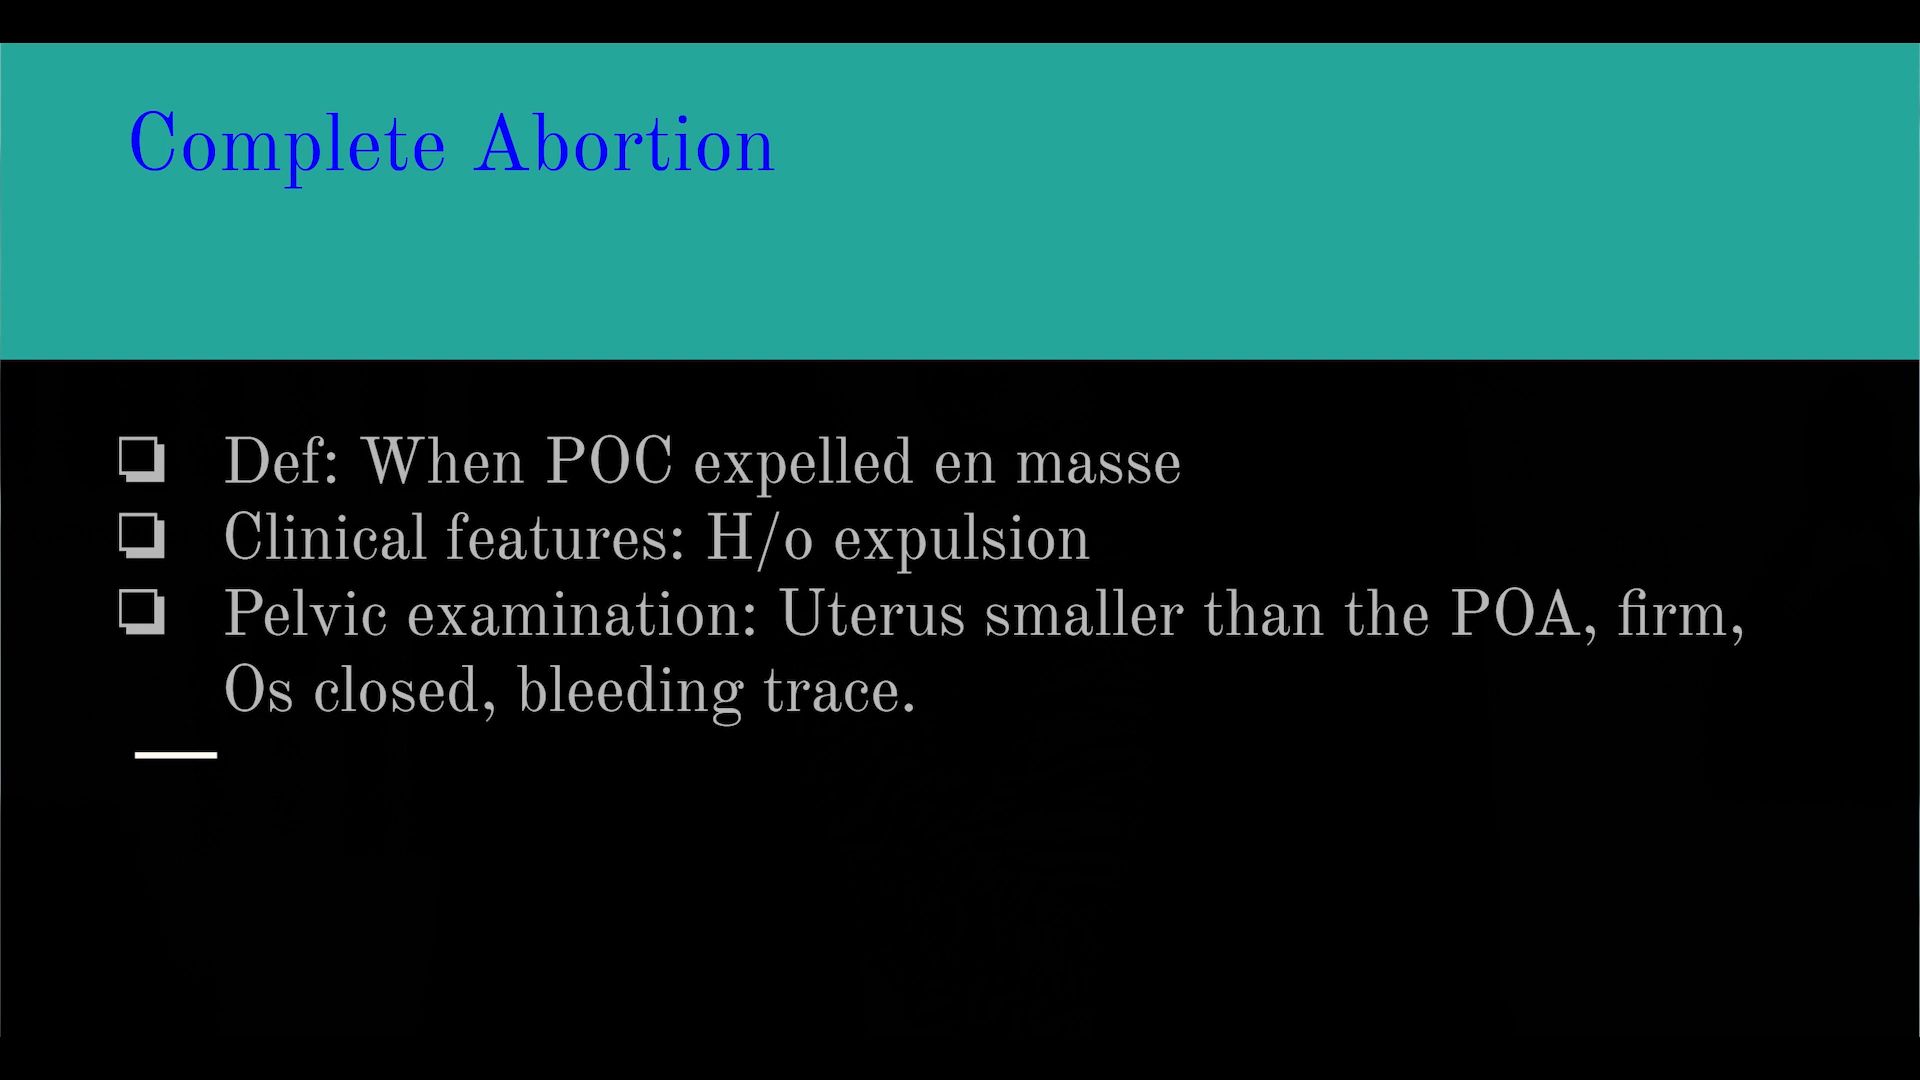 Complete Abortion
❏ Def: When POC expelled en masse
❏ Clinical features: H/o expulsion
❏ Pelvic examination: Uterus smaller than the POA, firm,
Os closed, bleeding trace.